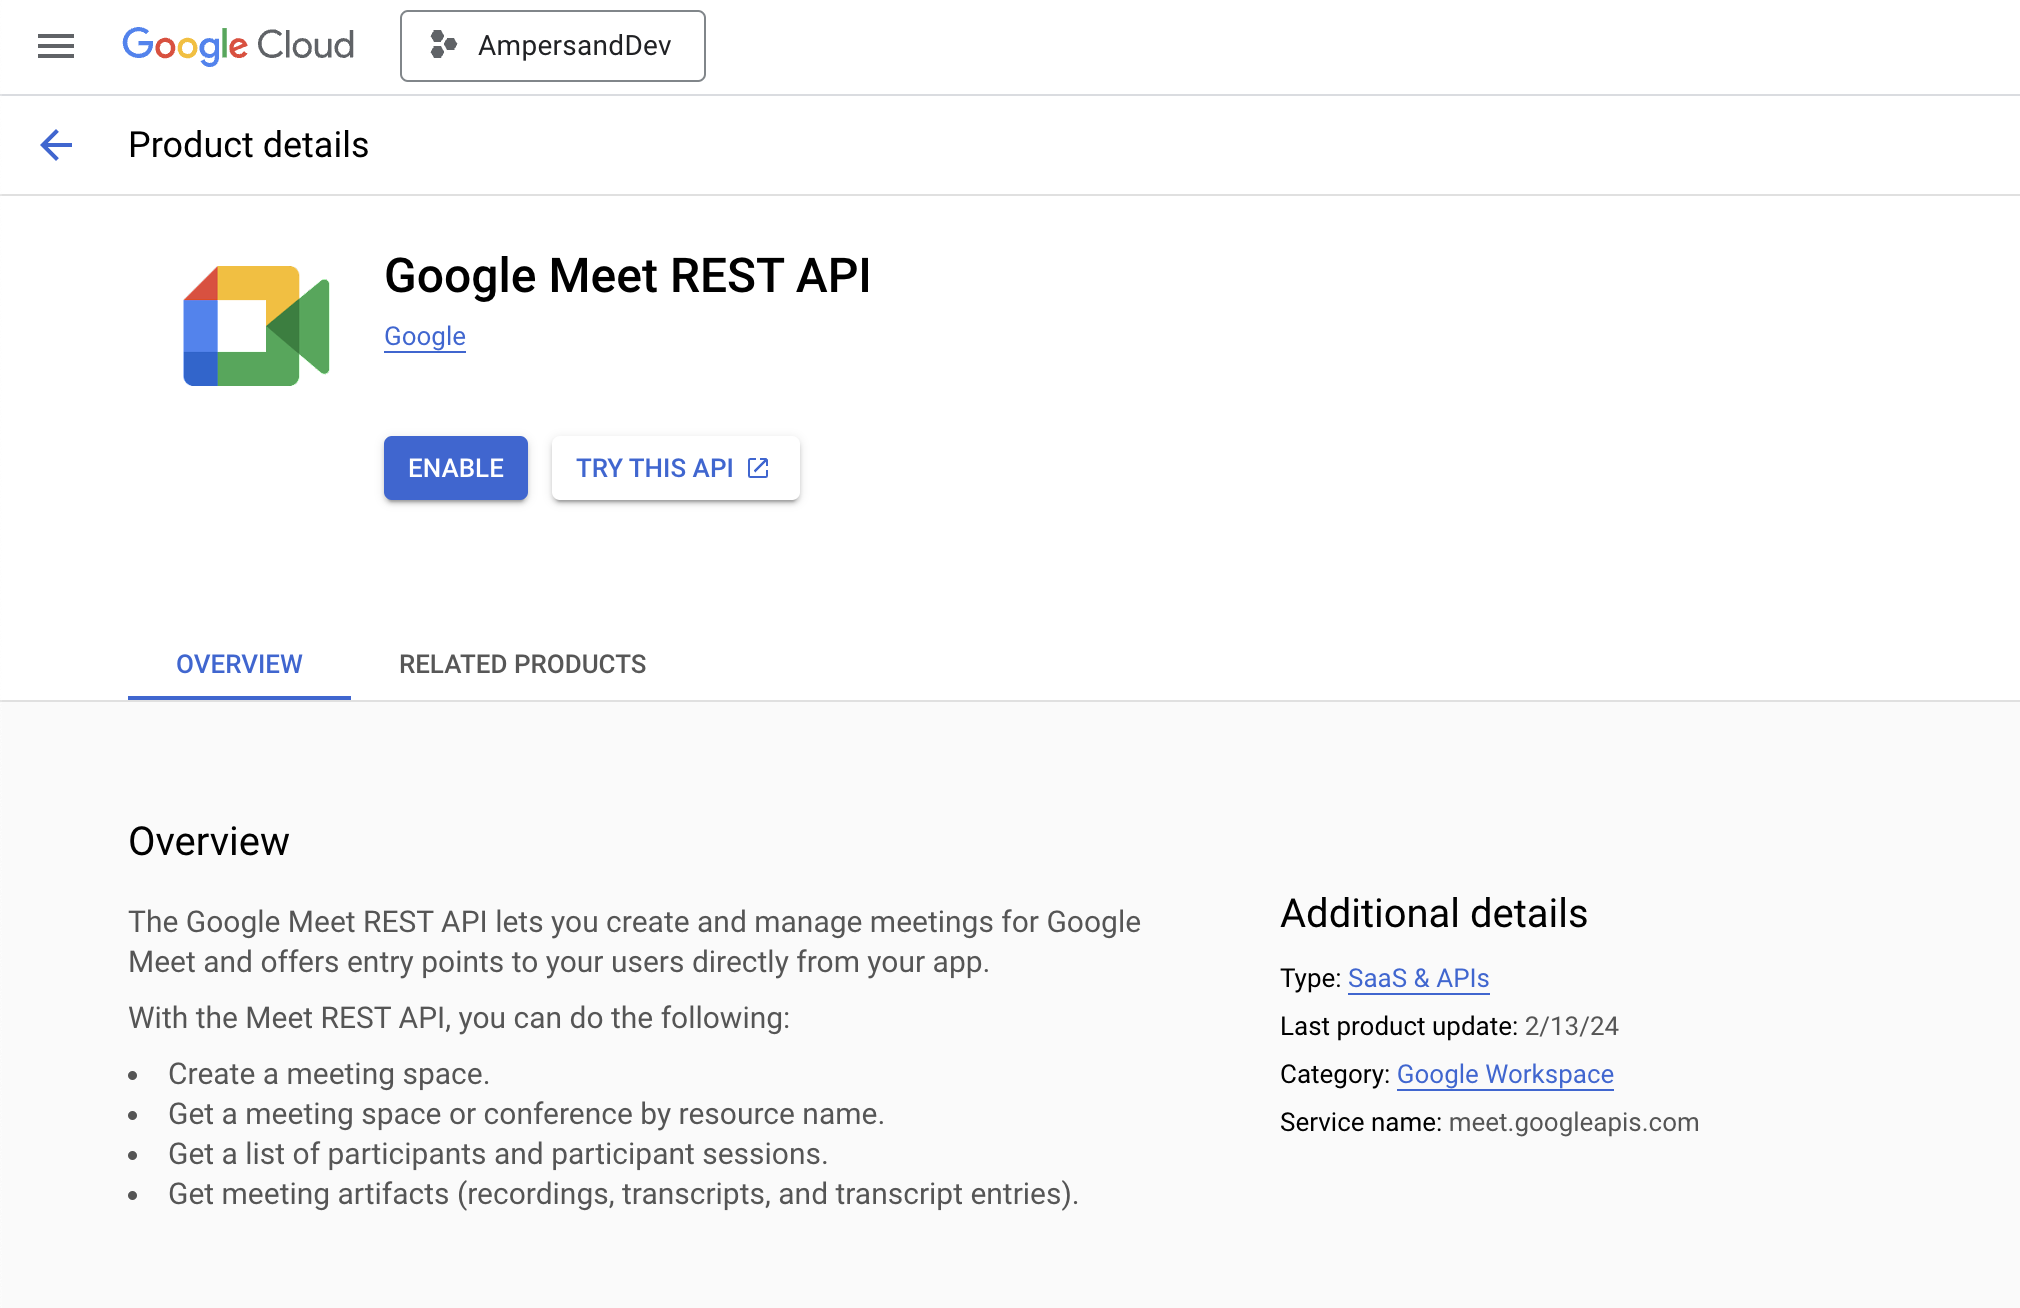 Google Cloud
AmpersandDev
Product details
Google Meet REST API
Google
ENABLE
TRY THIS API
OVERVIEW
RELATED PRODUCTS
Overview
The Google Meet REST API lets you create and manage meetings for Google
Meet and offers entry points to your users directly from your app.
With the Meet REST API, you can do the following:
• Create a meeting space.
• Get a meeting space or conference by resource name.
• Get a list of participants and participant sessions.
• Get meeting artifacts (recordings, transcripts, and transcript entries).
Additional details
Type: SaaS & APIs
Last product update: 2/13/24
Category: Google Workspace
Service name: meet.googleapis.com